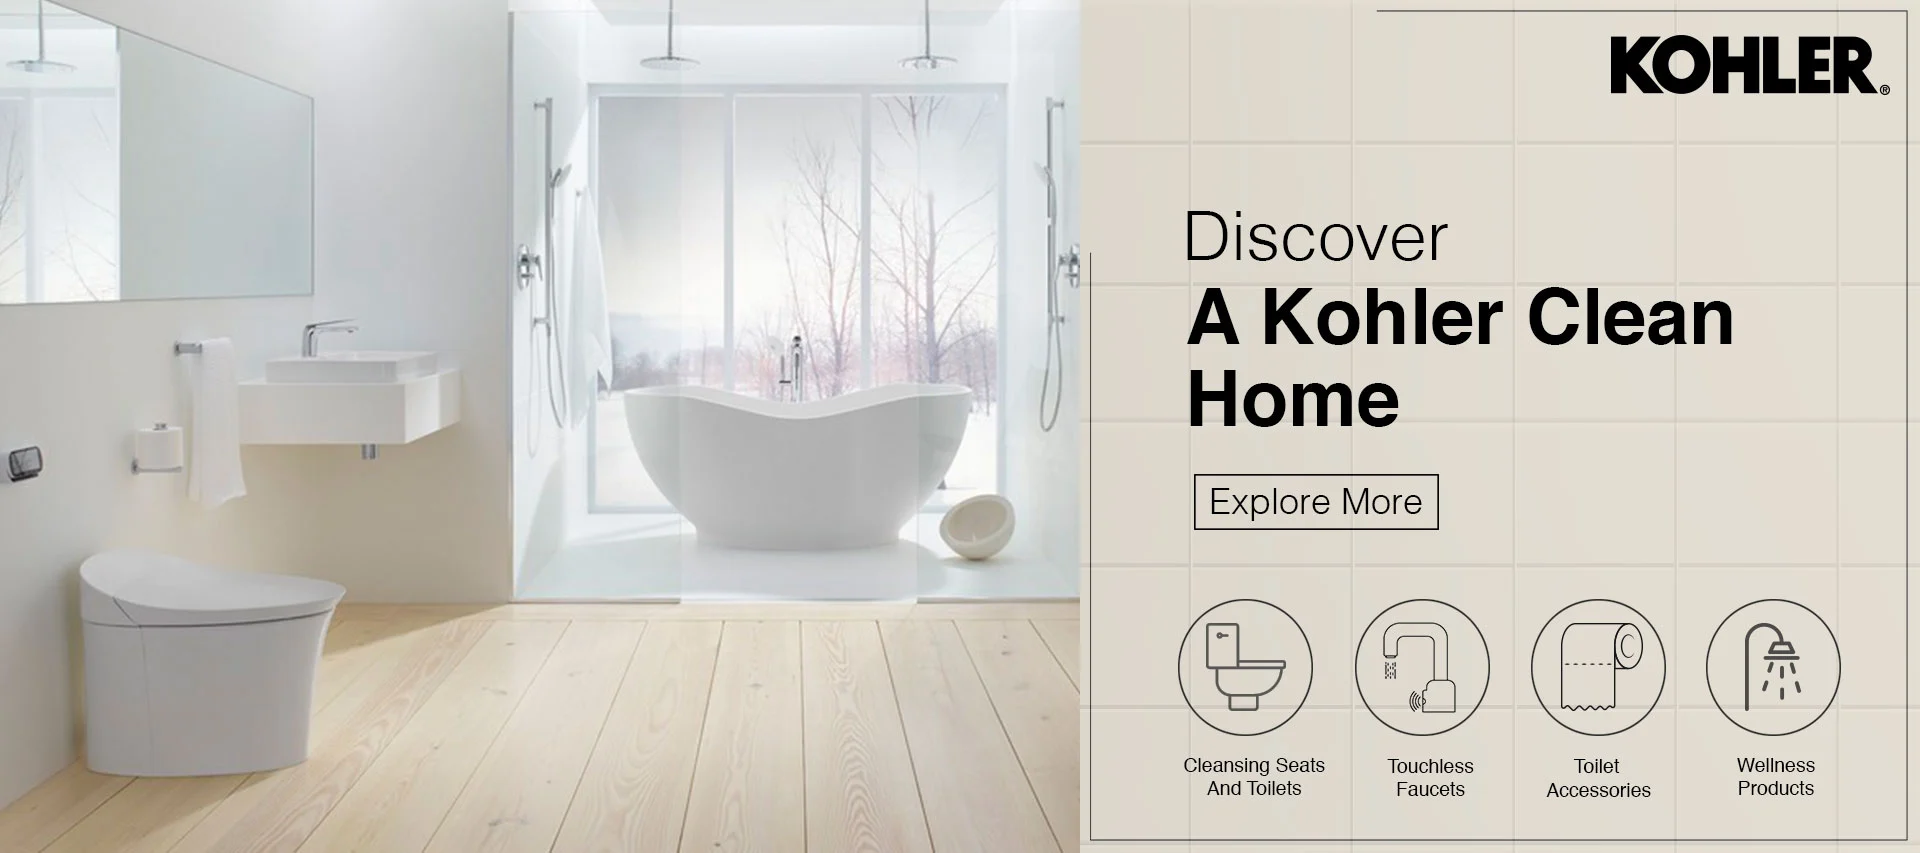 KOHLER®
Discover
A Kohler Clean
Home
Explore More
Cleansing Seats
And Toilets
Touchless
Faucets
Toilet
Accessories
Wellness
Products